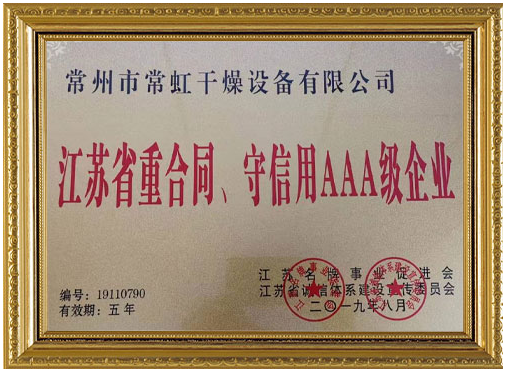 常州市常虹干燥设备有限公司
江苏省重合同、守信用AAA级企业
江苏名牌事业促进会
江苏省诚信体系建设宣传委员会
二〇一九年八月
编号：19110790
有效期：五年